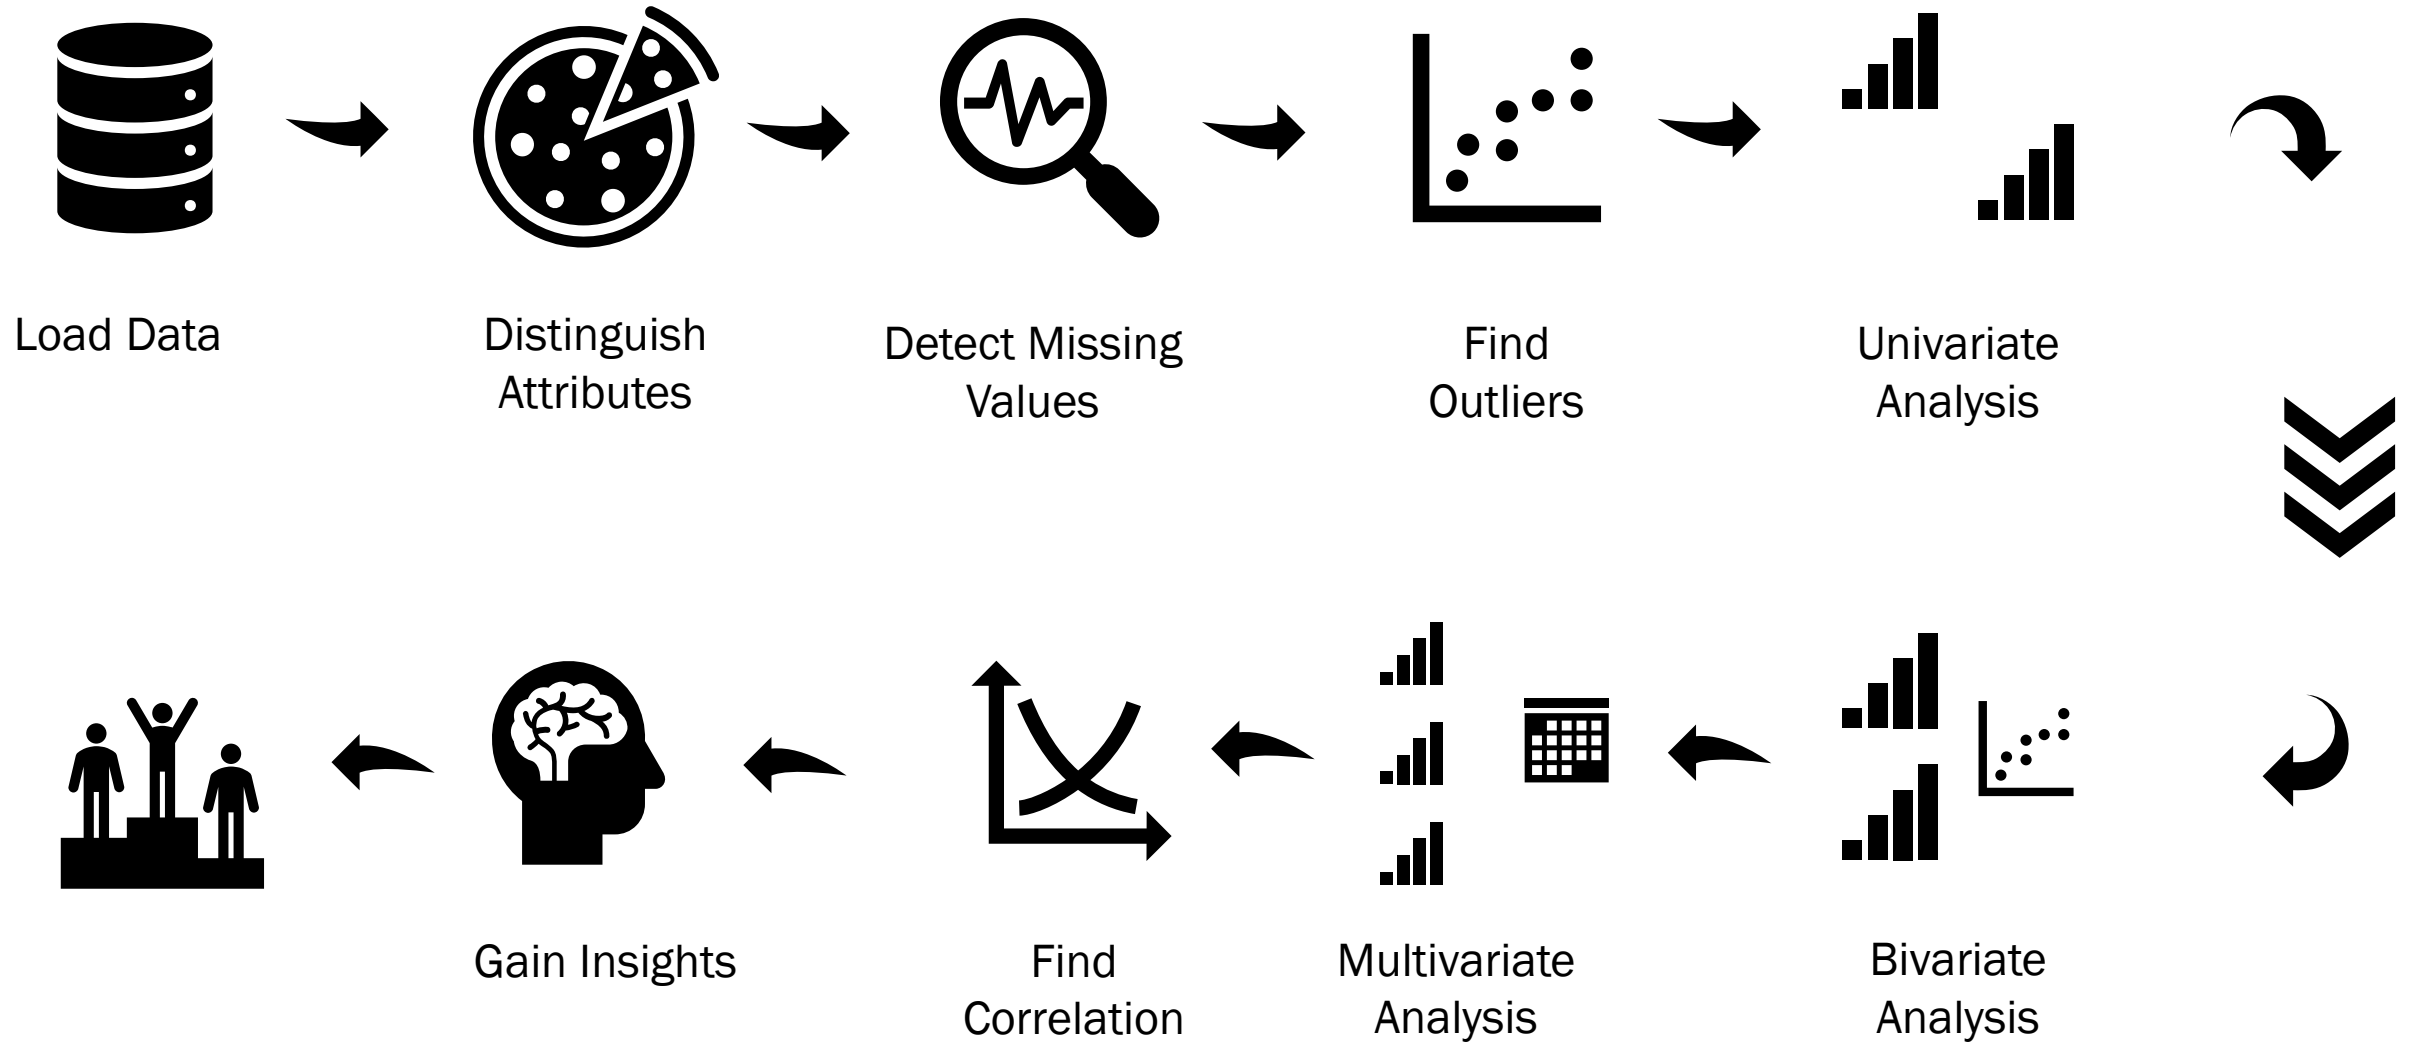 Load Data
Distinguish
Attributes
Detect Missing
Values
Find
Outliers
Univariate
Analysis
Bivariate
Analysis
Multivariate
Analysis
Find
Correlation
Gain Insights